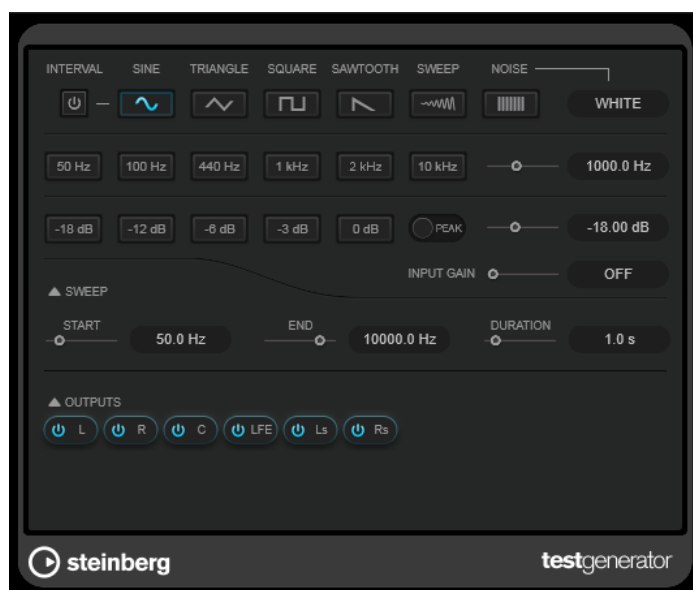 INTERVAL SINE TRIANGLE SQUARE SAWTOOTH SWEEP NOISE
WHITE
50 Hz 100 Hz 440 Hz 1 kHz 2 kHz 10 kHz 1000.0 Hz
-18 dB -12 dB -6 dB -3 dB 0 dB PEAK -18.00 dB
INPUT GAIN OFF
SWEEP
START 50.0 Hz END 10000.0 Hz DURATION 1.0 s
OUTPUTS
L R C LFE Ls Rs
steinberg testgenerator